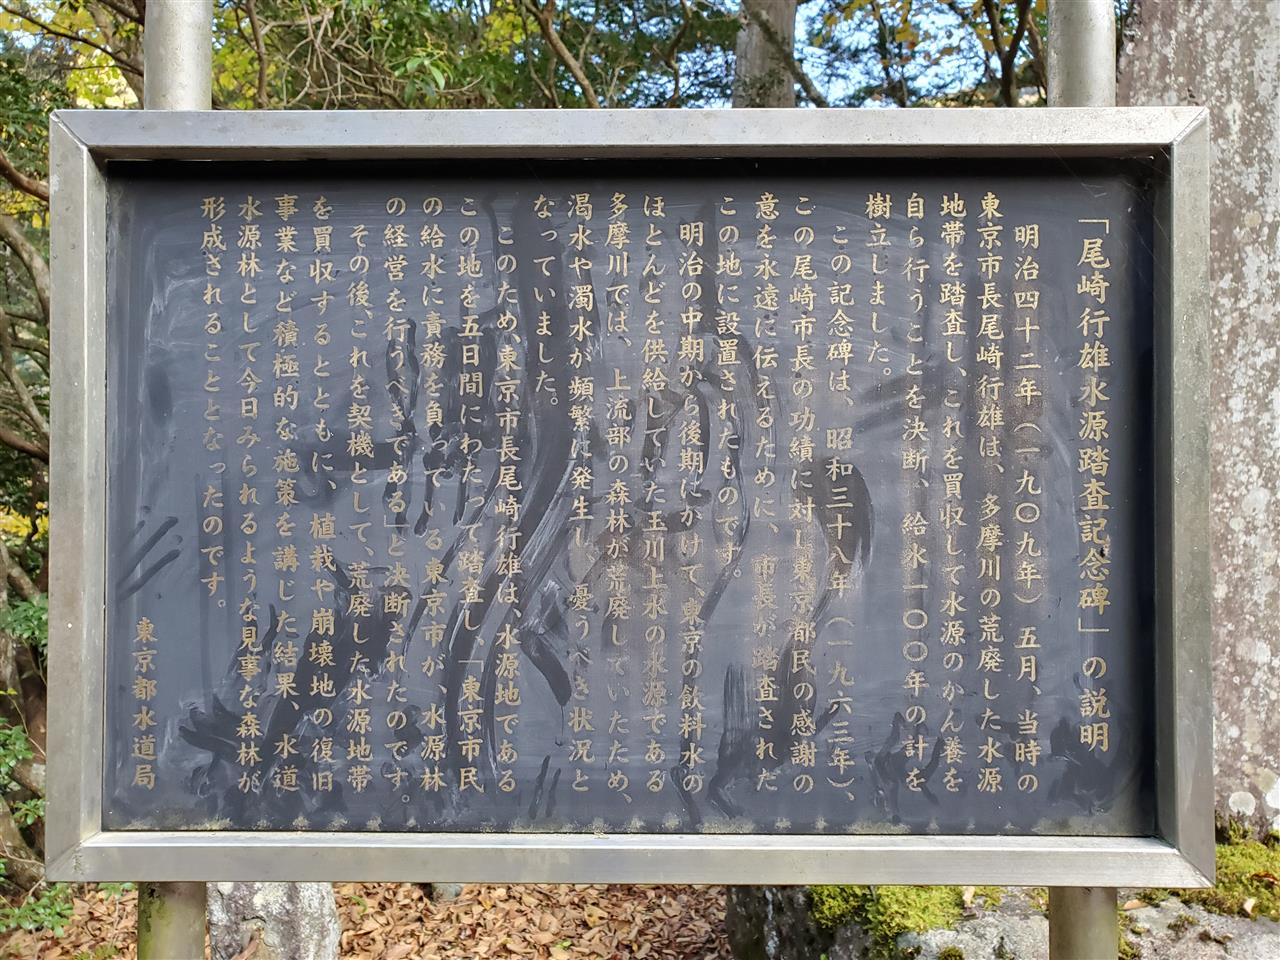 「尾崎行雄水源踏査記念碑」の説明
明治四十二年（一九〇九年）五月、当時の
東京市長尾崎行雄は、多摩川の荒廃した水源
地帯を踏査し、これを買収して水源のかん養を
自ら行うことを決断、給水一〇〇年の計を
樹立しました。
この記念碑は、昭和三十八年（一九六三年）、
この尾崎市長の功績に対し東京都民の感謝の
意を永遠に伝えるために、市長が踏査された
この地に設置されたものです。
明治の中期から後期にかけて、東京の飲料水の
ほとんどを供給していた玉川上水の水源である
多摩川では、上流部の森林が荒廃していたため、
渇水や濁水が頻繁に発生し、憂うべき状況と
なっていました。
このため、東京市長尾崎行雄は、水源地である
この地を五日間にわたって踏査し、「東京市民
の給水に責務を負っている東京市が、水源林
の経営を行うべきである」と決断されたのです。
その後、これを契機として、荒廃した水源地帯
を買収するとともに、植栽や崩壊地の復旧
事業など積極的な施策を講じた結果、水道
水源林として今日みられるような見事な森林が
形成されることとなったのです。
東京都水道局